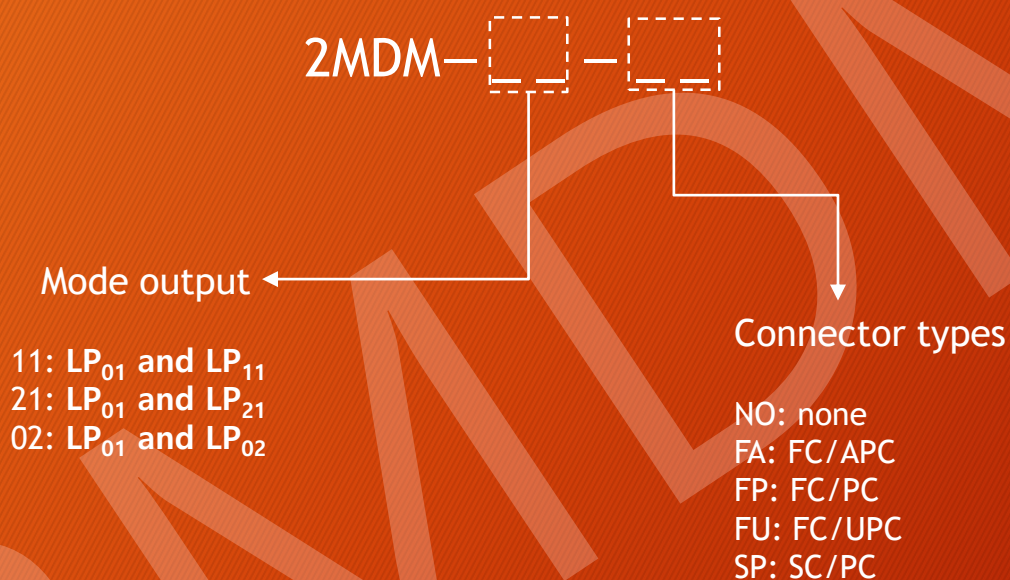 2MDM– _ _ – _ _
Mode output
11: LP₀₁ and LP₁₁
21: LP₀₁ and LP₂₁
02: LP₀₁ and LP₀₂
Connector types
NO: none
FA: FC/APC
FP: FC/PC
FU: FC/UPC
SP: SC/PC